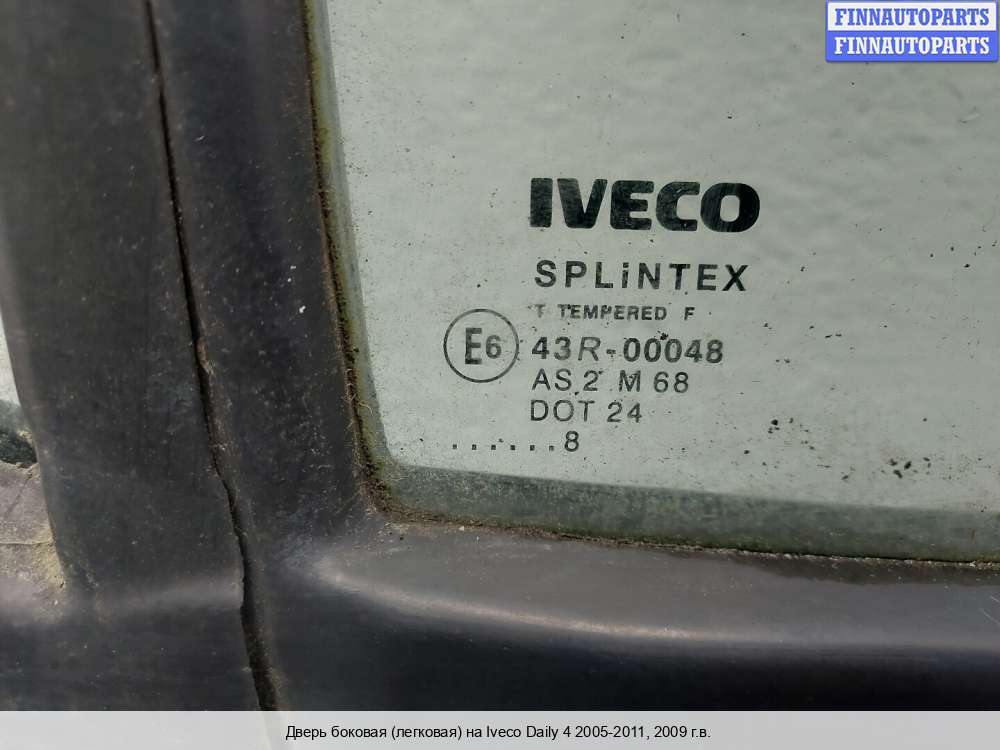 FINNAUTOPARTS
FINNAUTOPARTS
IVECO
SPLiNTEX
T TEMPERED F
E6 43R-00048
AS 2 M 68
DOT 24
......8
Дверь боковая (легковая) на Iveco Daily 4 2005-2011, 2009 г.в.